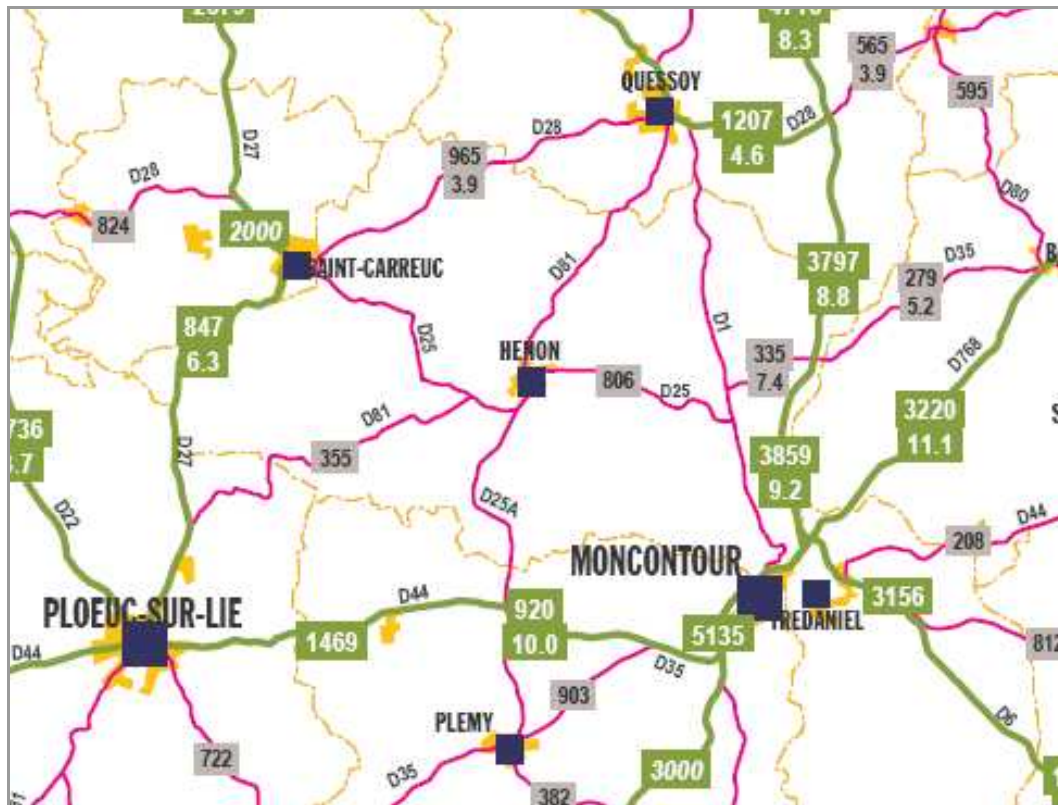 8.3
565
3.9
QUESSOY
595
1207
4.6
D28
D28
D27
965
3.9
D28
824
D80
2000
SAINT-CARREUC
D81
3797
8.8
D35
279
5.2
847
6.3
D25
D1
HENON
335
7.4
D768
806
D25
3220
11.1
736
D81
D27
355
3859
9.2
D22
D25A
D44
208
MONCONTOUR
PLOEUC-SUR-LIE
D44
920
10.0
3156
TREDANIEL
1469
5135
812
D44
D35
903
PLEMY
D6
722
D35
3000
382